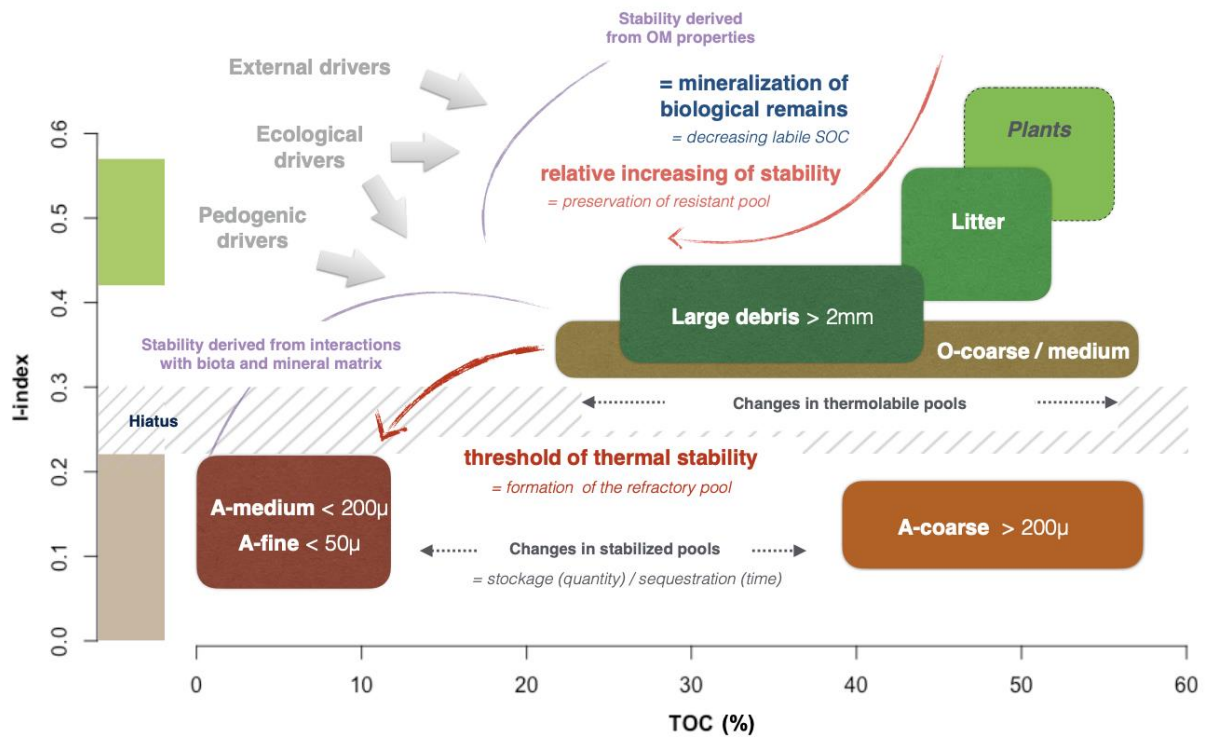 Stability derived
from OM properties
External drivers
= mineralization of
biological remains
= decreasing labile SOC
Ecological
drivers
relative increasing of stability
= preservation of resistant pool
Pedogenic
drivers
Plants
Litter
Large debris > 2mm
O-coarse / medium
Stability derived from interactions
with biota and mineral matrix
Changes in thermolabile pools
Hiatus
threshold of thermal stability
= formation of the refractory pool
A-medium < 200µ
A-fine < 50µ
A-coarse > 200µ
Changes in stabilized pools
= stockage (quantity) / sequestration (time)
I-index
0.6
0.5
0.4
0.3
0.2
0.1
0.0
0 10 20 30 40 50 60
TOC (%)